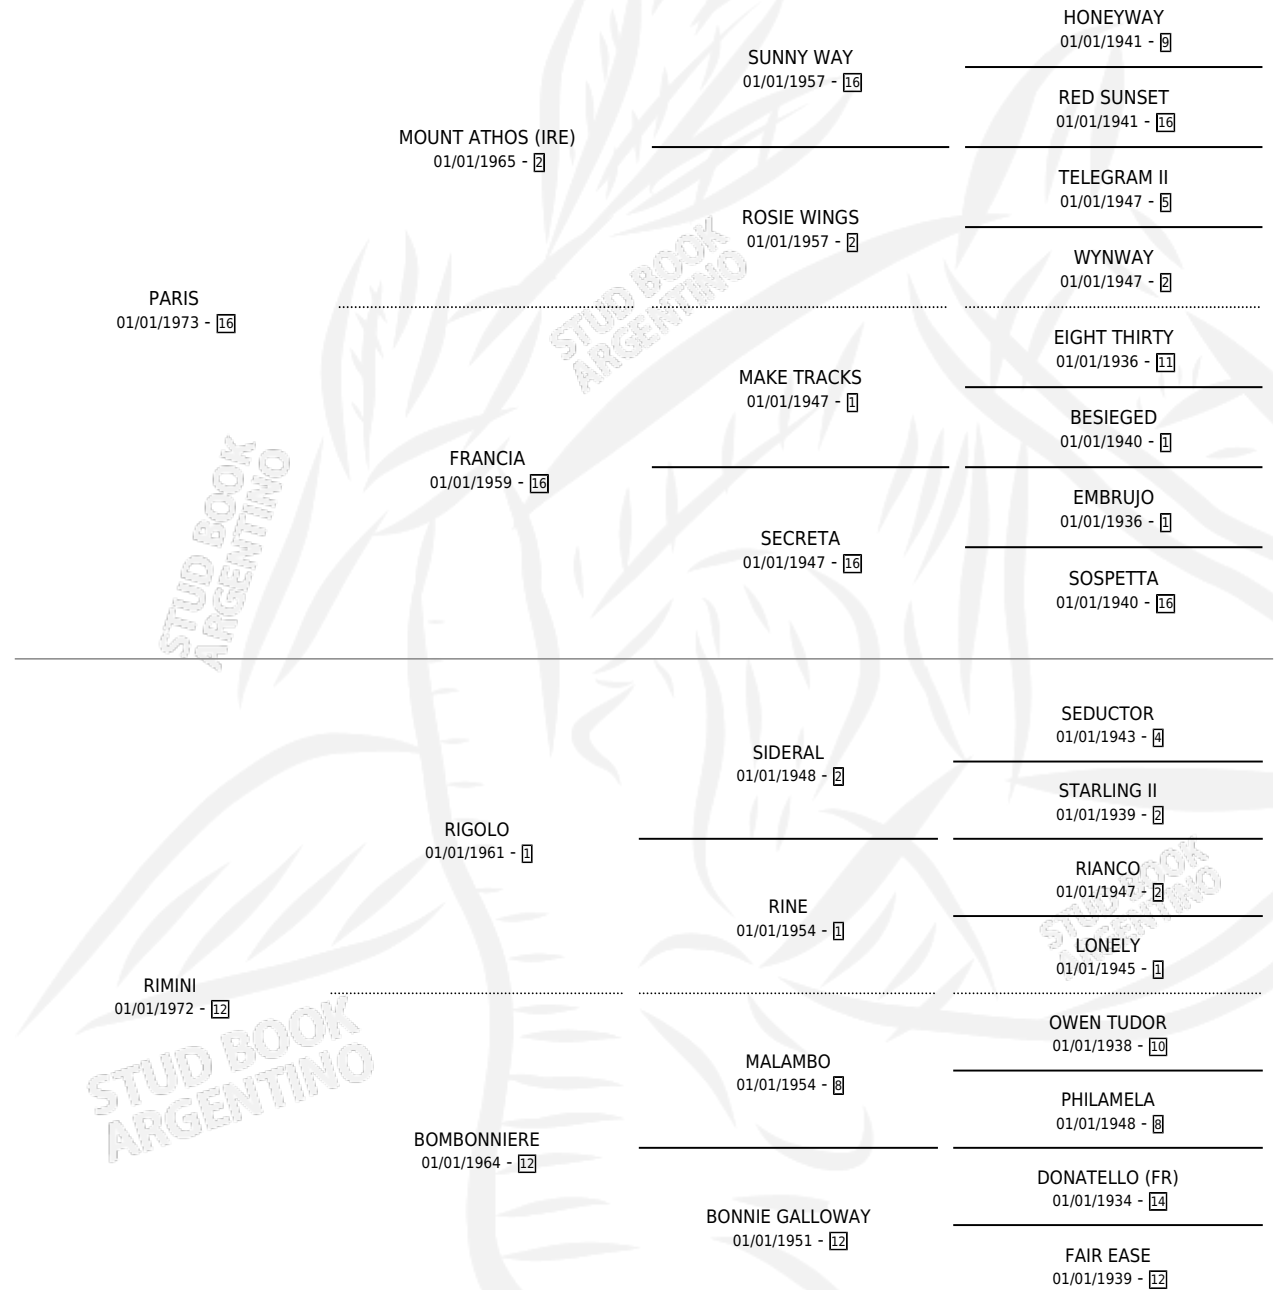 HONEYWAY
01/01/1941 - 9
SUNNY WAY
01/01/1957 - 16
RED SUNSET
01/01/1941 - 16
MOUNT ATHOS (IRE)
01/01/1965 - 2
TELEGRAM II
01/01/1947 - 5
ROSIE WINGS
01/01/1957 - 2
WYNWAY
01/01/1947 - 2
PARIS
01/01/1973 - 16
STUD BOOK
ARGENTINO
EIGHT THIRTY
01/01/1936 - 11
MAKE TRACKS
01/01/1947 - 1
BESIEGED
01/01/1940 - 1
FRANCIA
01/01/1959 - 16
EMBRUJO
01/01/1936 - 1
SECRETA
01/01/1947 - 16
SOSPETTA
01/01/1940 - 16
STUD BOOK
ARGENTINO
SEDUCTOR
01/01/1943 - 4
SIDERAL
01/01/1948 - 2
STARLING II
01/01/1939 - 2
RIGOLO
01/01/1961 - 1
RIANCO
01/01/1947 - 2
RINE
01/01/1954 - 1
STUD BOOK
ARGENTINO
LONELY
01/01/1945 - 1
RIMINI
01/01/1972 - 12
OWEN TUDOR
01/01/1938 - 10
STUD BOOK
ARGENTINO
MALAMBO
01/01/1954 - 8
PHILAMELA
01/01/1948 - 8
BOMBONNIERE
01/01/1964 - 12
DONATELLO (FR)
01/01/1934 - 14
BONNIE GALLOWAY
01/01/1951 - 12
FAIR EASE
01/01/1939 - 12